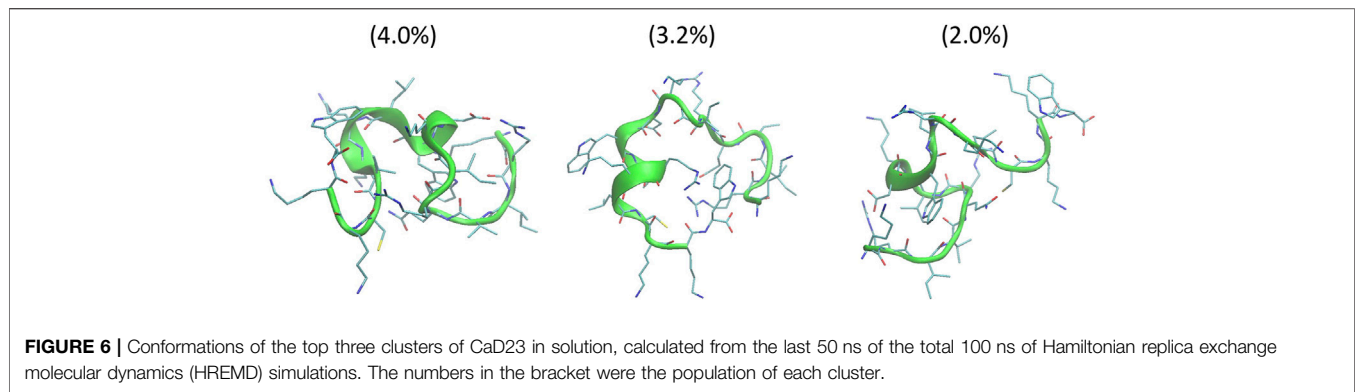 (4.0%) (3.2%) (2.0%)
FIGURE 6 | Conformations of the top three clusters of CaD23 in solution, calculated from the last 50 ns of the total 100 ns of Hamiltonian replica exchange
molecular dynamics (HREMD) simulations. The numbers in the bracket were the population of each cluster.